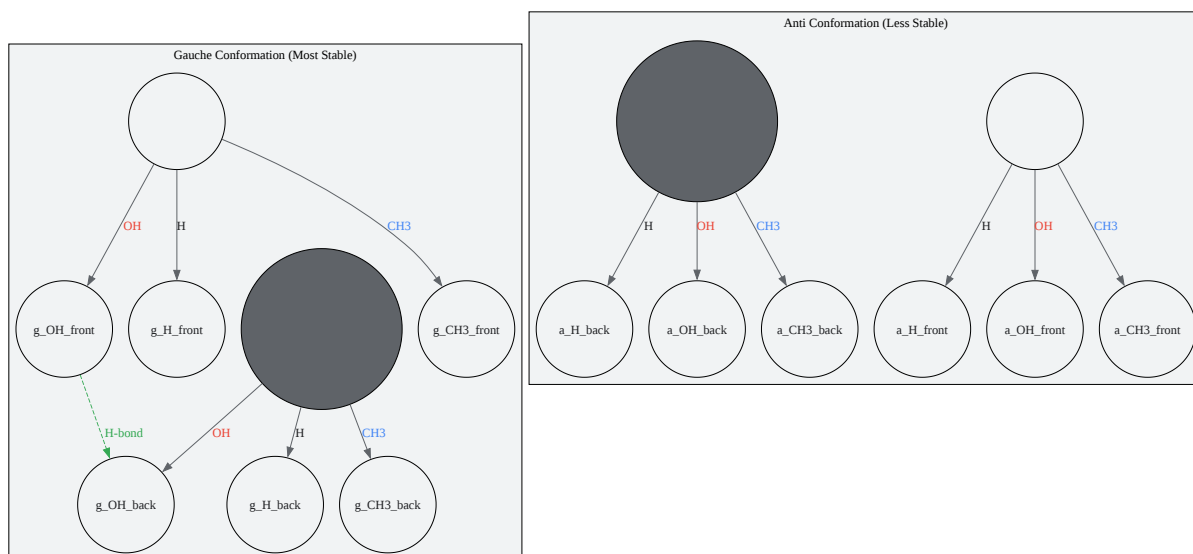 Gauche Conformation (Most Stable)
OH
H
CH3
g_OH_front
g_H_front
g_CH3_front
H-bond
OH
H
CH3
g_OH_back
g_H_back
g_CH3_back
Anti Conformation (Less Stable)
H
OH
CH3
H
OH
CH3
a_H_back
a_OH_back
a_CH3_back
a_H_front
a_OH_front
a_CH3_front